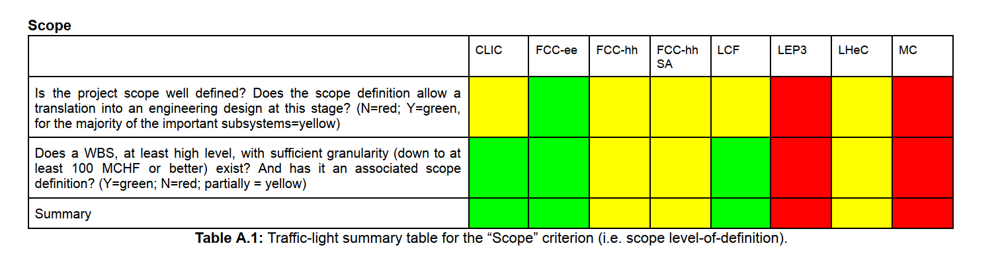 Scope
CLIC FCC-ee FCC-hh FCC-hh SA LCF LEP3 LHeC MC
Is the project scope well defined? Does the scope definition allow a
translation into an engineering design at this stage? (N=red; Y=green,
for the majority of the important subsystems=yellow)
Does a WBS, at least high level, with sufficient granularity (down to at
least 100 MCHF or better) exist? And has it an associated scope
definition? (Y=green; N=red; partially = yellow)
Summary
Table A.1: Traffic-light summary table for the “Scope” criterion (i.e. scope level-of-definition).